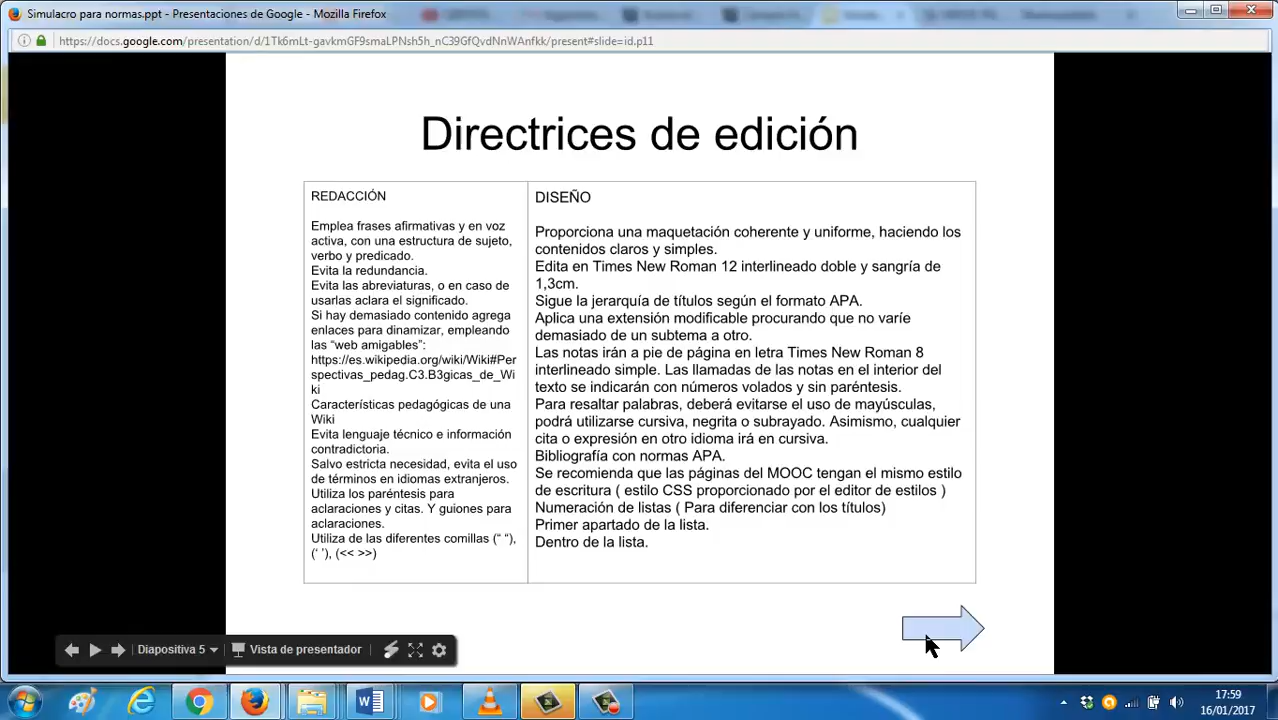 Simulacro para normas.ppt - Presentaciones de Google - Mozilla Firefox
https://docs.google.com/presentation/d/1Tk6mLt-gavkmGF9smaLPNsh5h_nC39GfQvdNnWAnfkk/present#slide=id.p11
Directrices de edición
REDACCIÓN
Emplea frases afirmativas y en voz
activa, con una estructura de sujeto,
verbo y predicado.
Evita la redundancia.
Evita las abreviaturas, o en caso de
usarlas aclara el significado.
Si hay demasiado contenido agrega
enlaces para dinamizar, empleando
las “web amigables”:
https://es.wikipedia.org/wiki/Wiki#Per
spectivas_pedag.C3.B3gicas_de_Wi
ki
Características pedagógicas de una
Wiki
Evita lenguaje técnico e información
contradictoria.
Salvo estricta necesidad, evita el uso
de términos en idiomas extranjeros.
Utiliza los paréntesis para
aclaraciones y citas. Y guiones para
aclaraciones.
Utiliza de las diferentes comillas (“ “),
(‘ ’), (<< >>)
DISEÑO
Proporciona una maquetación coherente y uniforme, haciendo los
contenidos claros y simples.
Edita en Times New Roman 12 interlineado doble y sangría de
1,3cm.
Sigue la jerarquía de títulos según el formato APA.
Aplica una extensión modificable procurando que no varíe
demasiado de un subtema a otro.
Las notas irán a pie de página en letra Times New Roman 8
interlineado simple. Las llamadas de las notas en el interior del
texto se indicarán con números volados y sin paréntesis.
Para resaltar palabras, deberá evitarse el uso de mayúsculas,
podrá utilizarse cursiva, negrita o subrayado. Asimismo, cualquier
cita o expresión en otro idioma irá en cursiva.
Bibliografía con normas APA.
Se recomienda que las páginas del MOOC tengan el mismo estilo
de escritura ( estilo CSS proporcionado por el editor de estilos )
Numeración de listas ( Para diferenciar con los títulos)
Primer apartado de la lista.
Dentro de la lista.
Diapositiva 5
Vista de presentador
17:59
16/01/2017